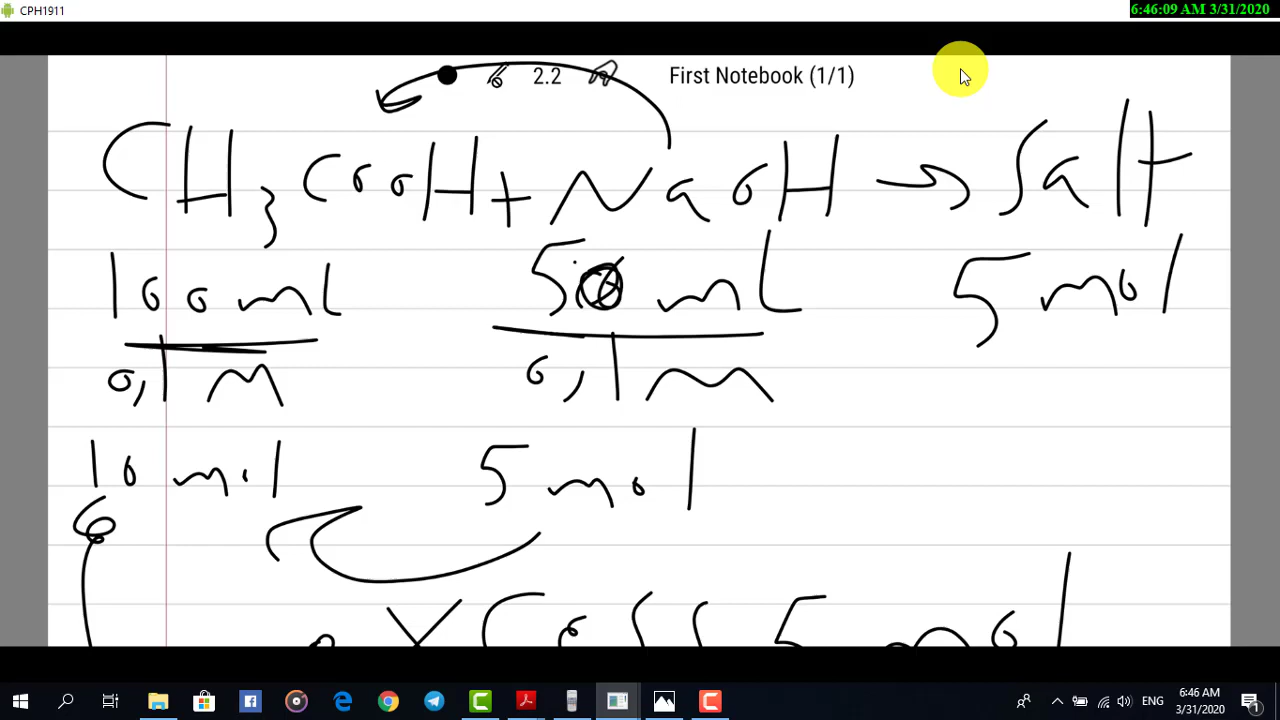 CPH1911
6:46:09 AM 3/31/2020
2.2 First Notebook (1/1)
CH3COOH + NaOH → Salt
100 mL 50 mL 5 mol
0,1 M 0,1 M
10 mol 5 mol
excess 5 mol
ENG 6:46 AM
3/31/2020
1